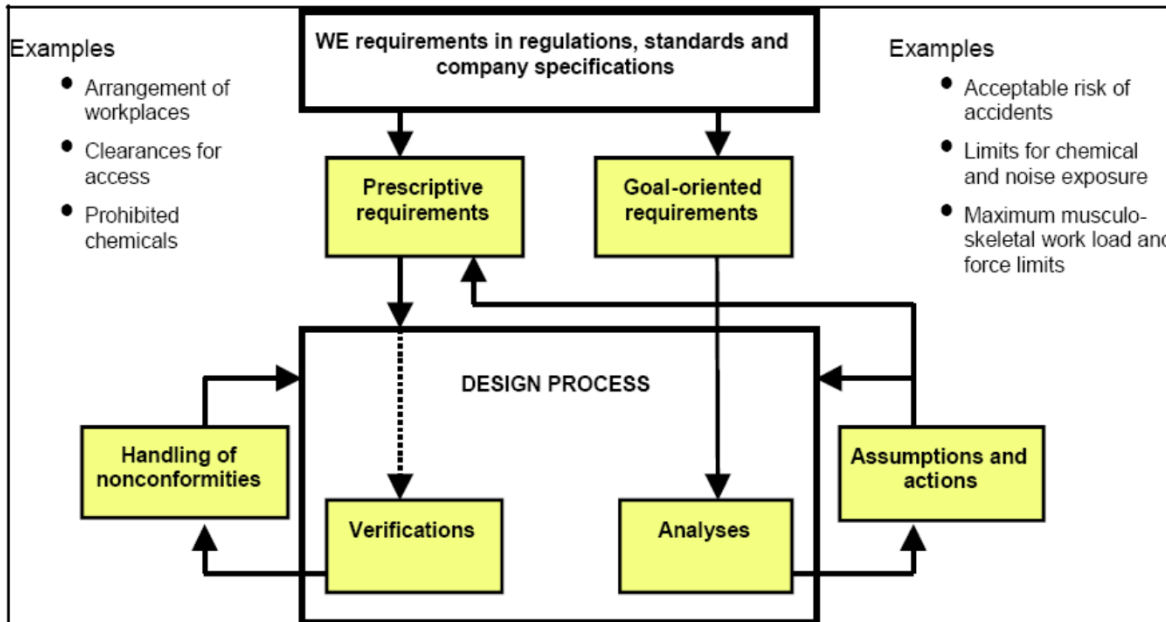 Examples
Arrangement of
workplaces
Clearances for
access
Prohibited
chemicals
WE requirements in regulations, standards and
company specifications
Examples
Acceptable risk of
accidents
Limits for chemical
and noise exposure
Maximum musculo-
skeletal work load and
force limits
Prescriptive
requirements
Goal-oriented
requirements
DESIGN PROCESS
Handling of
nonconformities
Verifications
Analyses
Assumptions and
actions